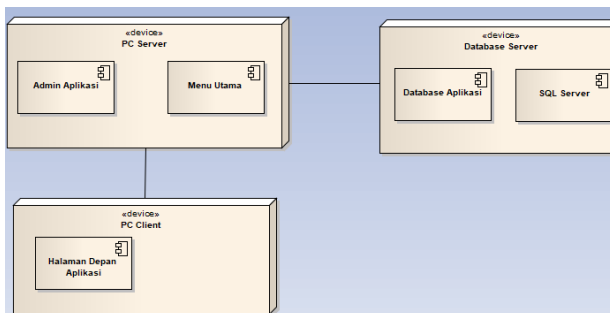 «device»
PC Server
Admin Aplikasi
Menu Utama
«device»
Database Server
Database Aplikasi
SQL Server
«device»
PC Client
Halaman Depan
Aplikasi